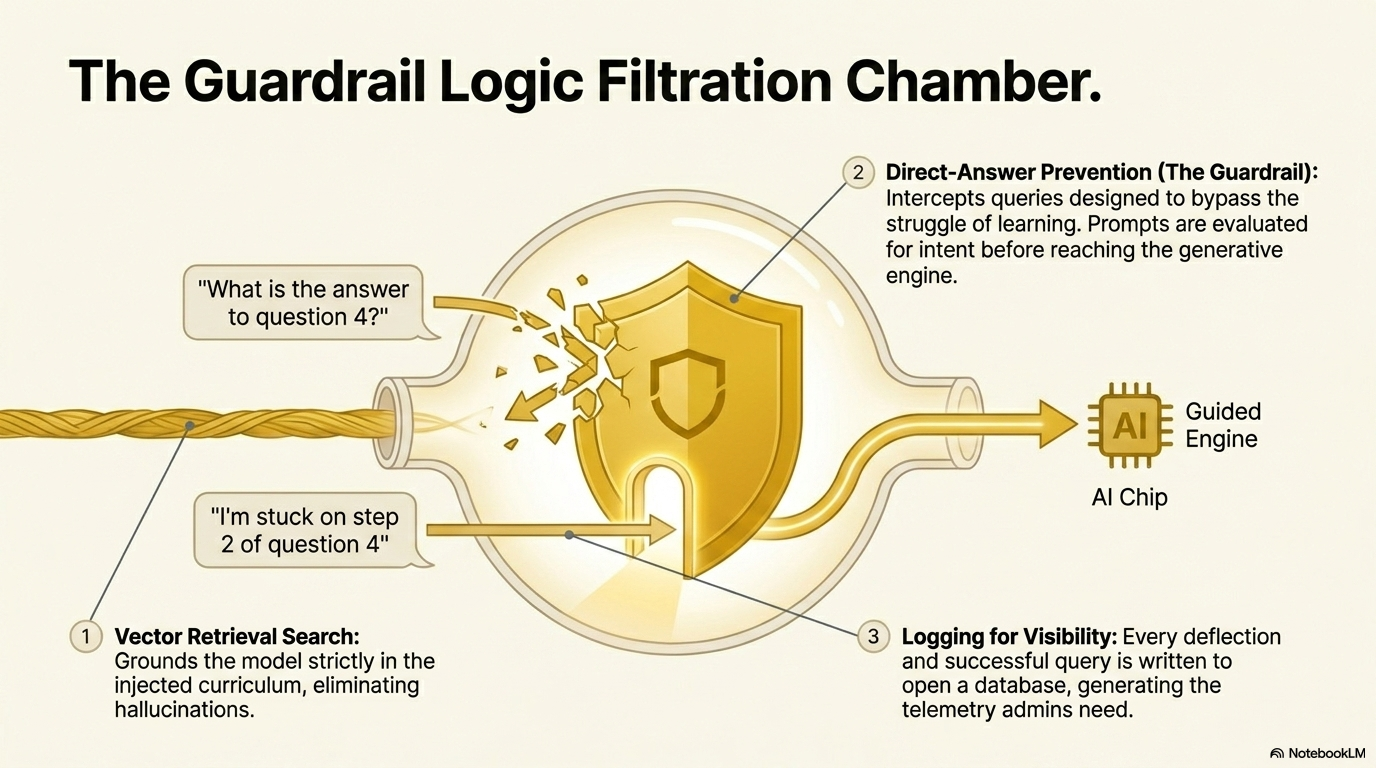 The Guardrail Logic Filtration Chamber.
2
Direct-Answer Prevention (The Guardrail):
Intercepts queries designed to bypass the
struggle of learning. Prompts are evaluated
for intent before reaching the generative
engine.
"What is the answer
to question 4?"
AI
Guided
Engine
AI Chip
"I'm stuck on step
2 of question 4"
1
Vector Retrieval Search:
Grounds the model strictly in the
injected curriculum, eliminating
hallucinations.
3
Logging for Visibility: Every deflection
and successful query is written to
open a database, generating the
telemetry admins need.
NotebookLM